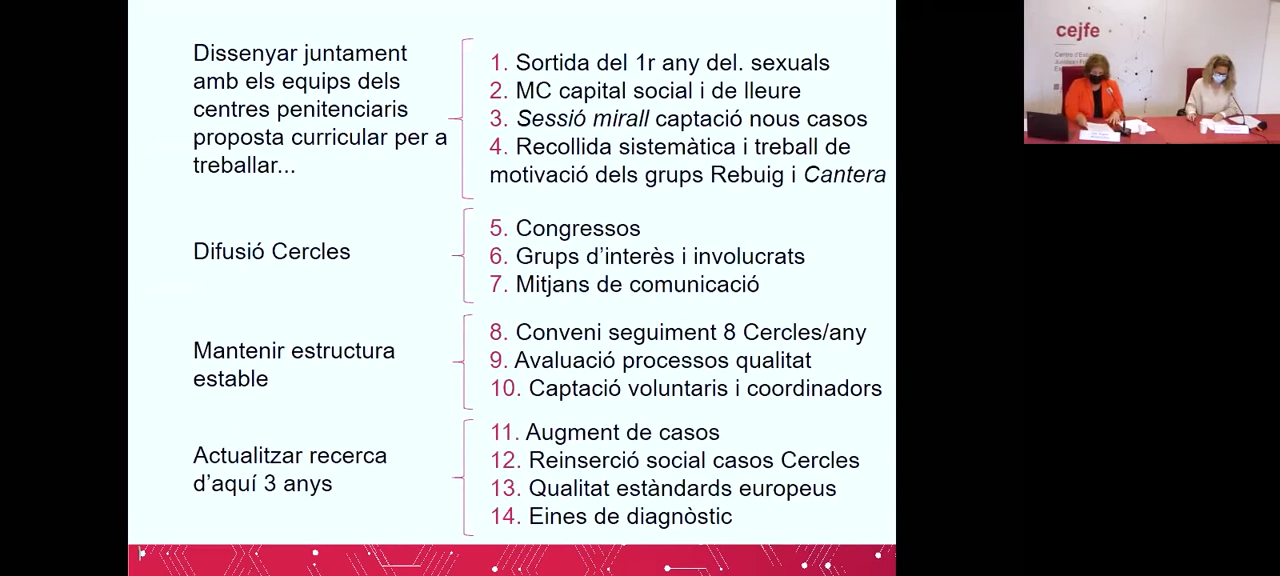 Dissenyar juntament
amb els equips dels
centres penitenciaris
proposta curricular per a
treballar...
1. Sortida del 1r any del. sexuals
2. MC capital social i de lleure
3. Sessió mirall captació nous casos
4. Recollida sistemàtica i treball de
motivació dels grups Rebuig i Cantera
Difusió Cercles
5. Congressos
6. Grups d'interès i involucrats
7. Mitjans de comunicació
Mantenir estructura
estable
8. Conveni seguiment 8 Cercles/any
9. Avaluació processos qualitat
10. Captació voluntaris i coordinadors
Actualitzar recerca
d'aquí 3 anys
11. Augment de casos
12. Reinserció social casos Cercles
13. Qualitat estàndards europeus
14. Eines de diagnòstic
cejfe